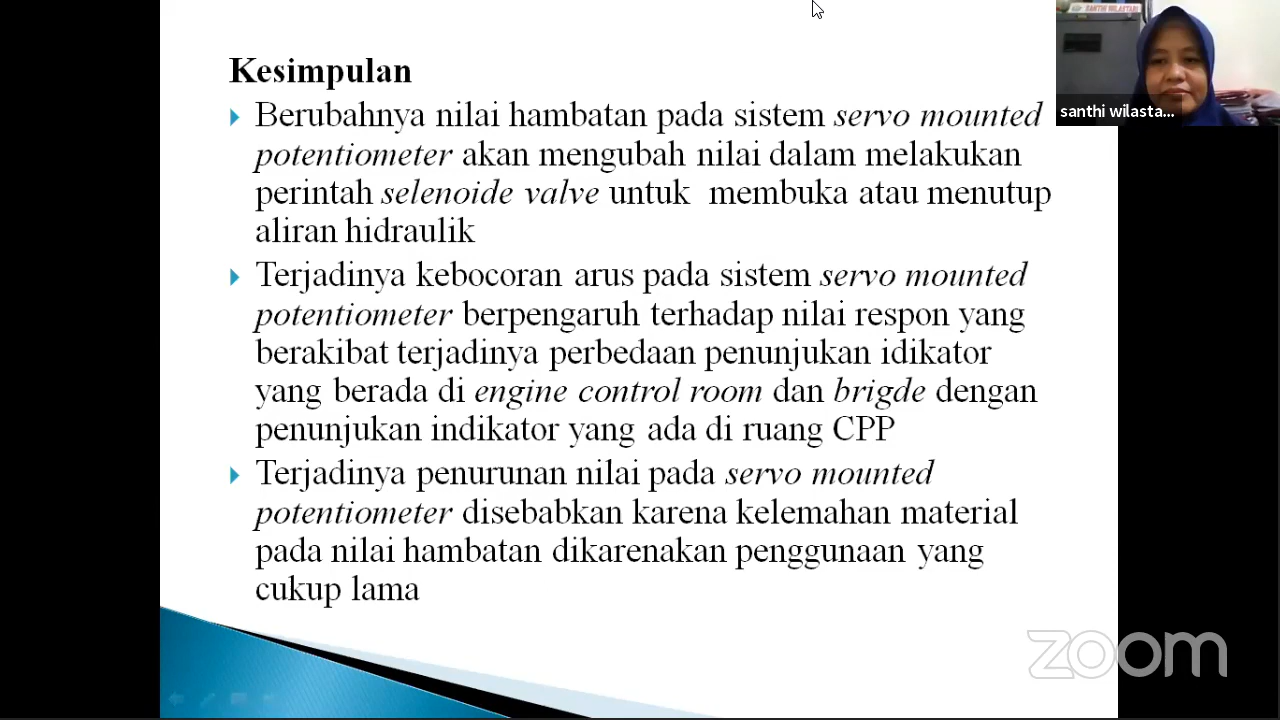 Kesimpulan
Berubahnya nilai hambatan pada sistem servo mounted
potentiometer akan mengubah nilai dalam melakukan
perintah selenoide valve untuk membuka atau menutup
aliran hidraulik
Terjadinya kebocoran arus pada sistem servo mounted
potentiometer berpengaruh terhadap nilai respon yang
berakibat terjadinya perbedaan penunjukan idikator
yang berada di engine control room dan brigde dengan
penunjukan indikator yang ada di ruang CPP
Terjadinya penurunan nilai pada servo mounted
potentiometer disebabkan karena kelemahan material
pada nilai hambatan dikarenakan penggunaan yang
cukup lama
SANTHI WILASTARI
santhi wilasta...
zoom